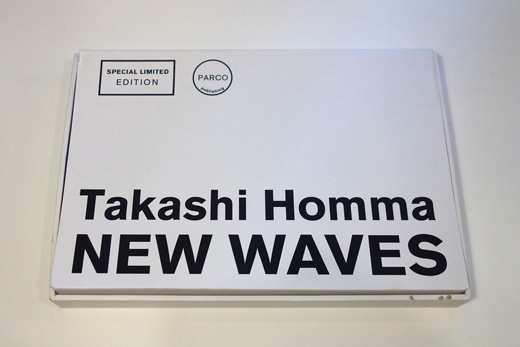 SPECIAL LIMITED
EDITION
PARCO
publishing
Takashi Homma
NEW WAVES